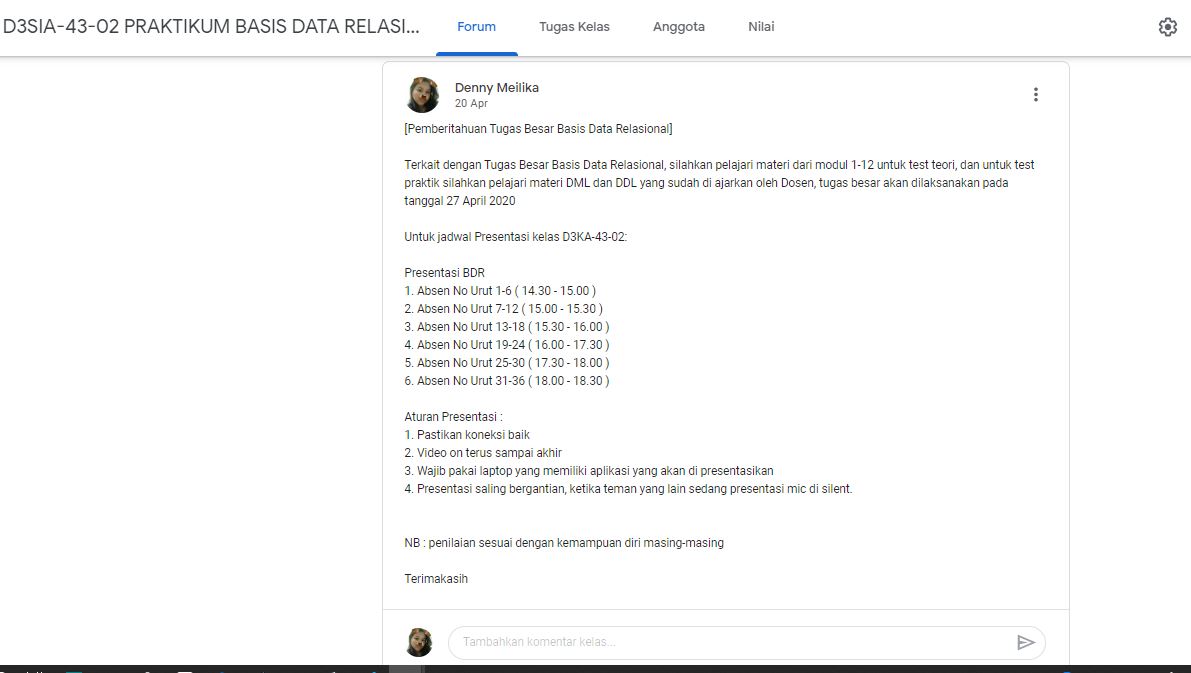 D3SIA-43-02 PRAKTIKUM BASIS DATA RELASI...
Forum
Tugas Kelas
Anggota
Nilai
Denny Meilika
20 Apr
[Pemberitahuan Tugas Besar Basis Data Relasional]
Terkait dengan Tugas Besar Basis Data Relasional, silahkan pelajari materi dari modul 1-12 untuk test teori, dan untuk test
praktik silahkan pelajari materi DML dan DDL yang sudah di ajarkan oleh Dosen, tugas besar akan dilaksanakan pada
tanggal 27 April 2020
Untuk jadwal Presentasi kelas D3KA-43-02:
Presentasi BDR
1. Absen No Urut 1-6 ( 14.30 - 15.00 )
2. Absen No Urut 7-12 ( 15.00 - 15.30 )
3. Absen No Urut 13-18 ( 15.30 - 16.00 )
4. Absen No Urut 19-24 ( 16.00 - 17.30 )
5. Absen No Urut 25-30 ( 17.30 - 18.00 )
6. Absen No Urut 31-36 ( 18.00 - 18.30 )
Aturan Presentasi :
1. Pastikan koneksi baik
2. Video on terus sampai akhir
3. Wajib pakai laptop yang memiliki aplikasi yang akan di presentasikan
4. Presentasi saling bergantian, ketika teman yang lain sedang presentasi mic di silent.
NB : penilaian sesuai dengan kemampuan diri masing-masing
Terimakasih
Tambahkan komentar kelas...